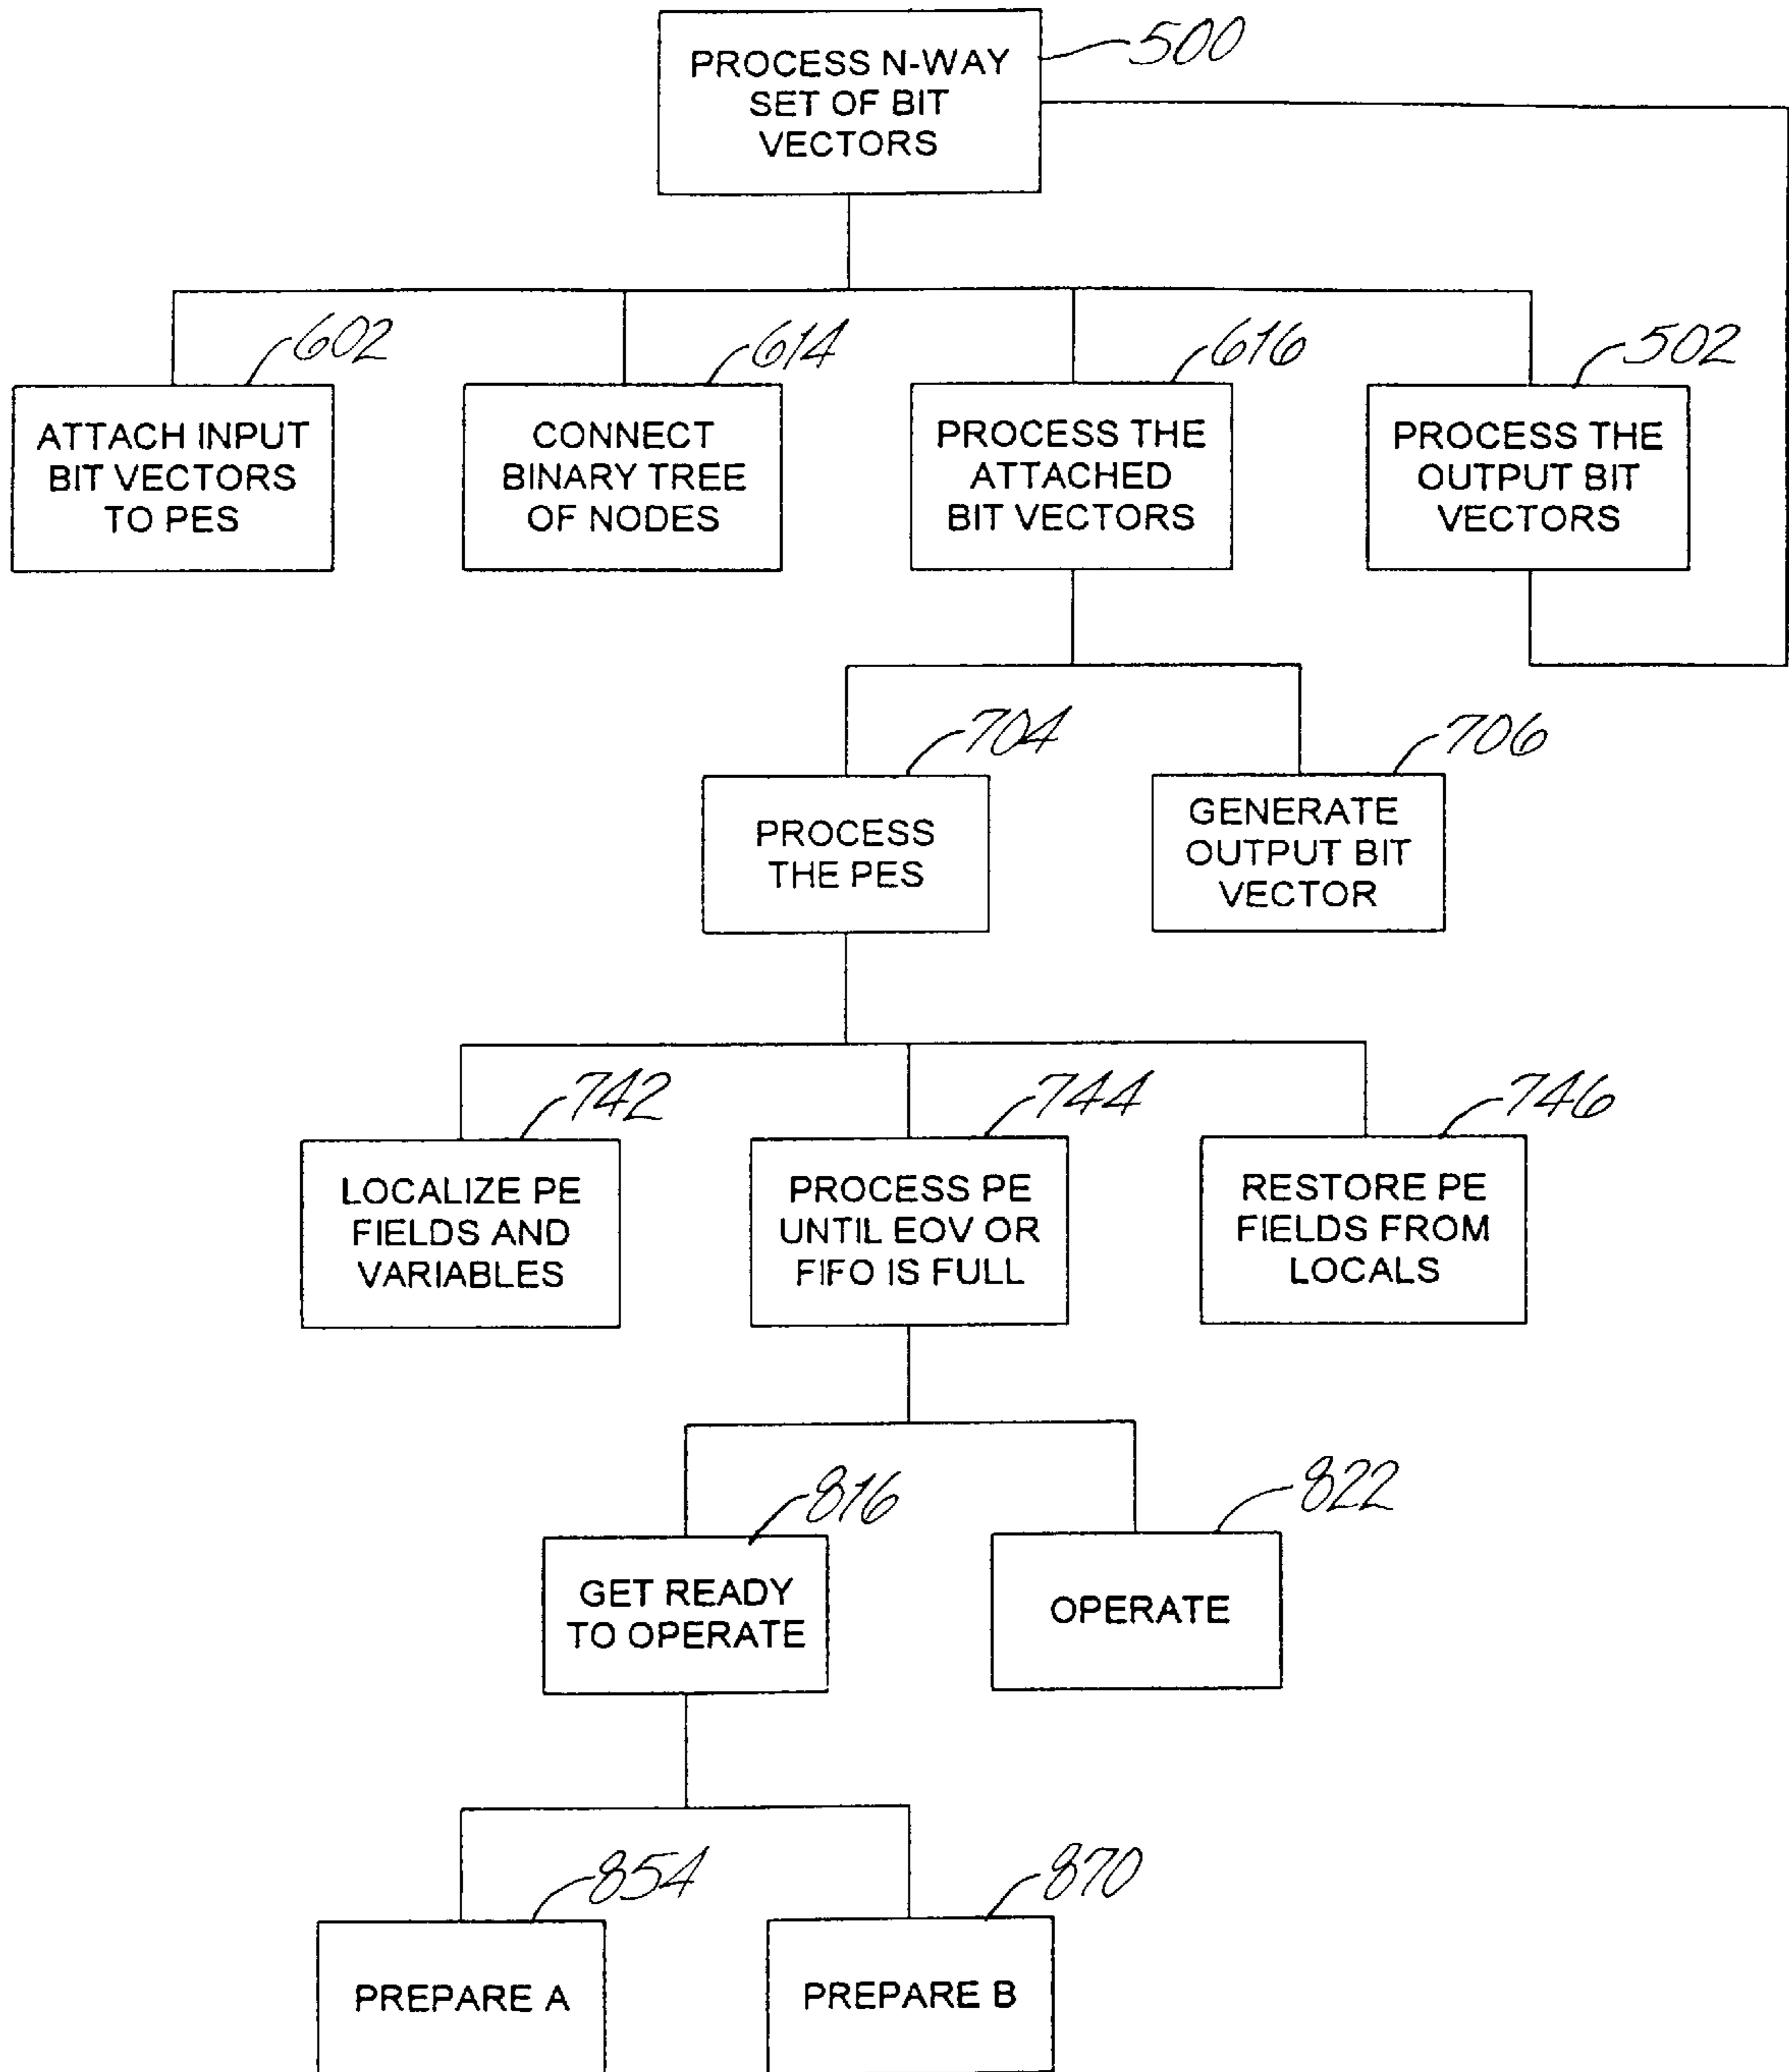 PROCESS N-WAY
SET OF BIT
VECTORS
500
602
614
616
502
ATTACH INPUT
BIT VECTORS
TO PES
CONNECT
BINARY TREE
OF NODES
PROCESS THE
ATTACHED
BIT VECTORS
PROCESS THE
OUTPUT BIT
VECTORS
704
706
PROCESS
THE PES
GENERATE
OUTPUT BIT
VECTOR
742
744
746
LOCALIZE PE
FIELDS AND
VARIABLES
PROCESS PE
UNTIL EOV OR
FIFO IS FULL
RESTORE PE
FIELDS FROM
LOCALS
816
822
GET READY
TO OPERATE
OPERATE
854
870
PREPARE A
PREPARE B